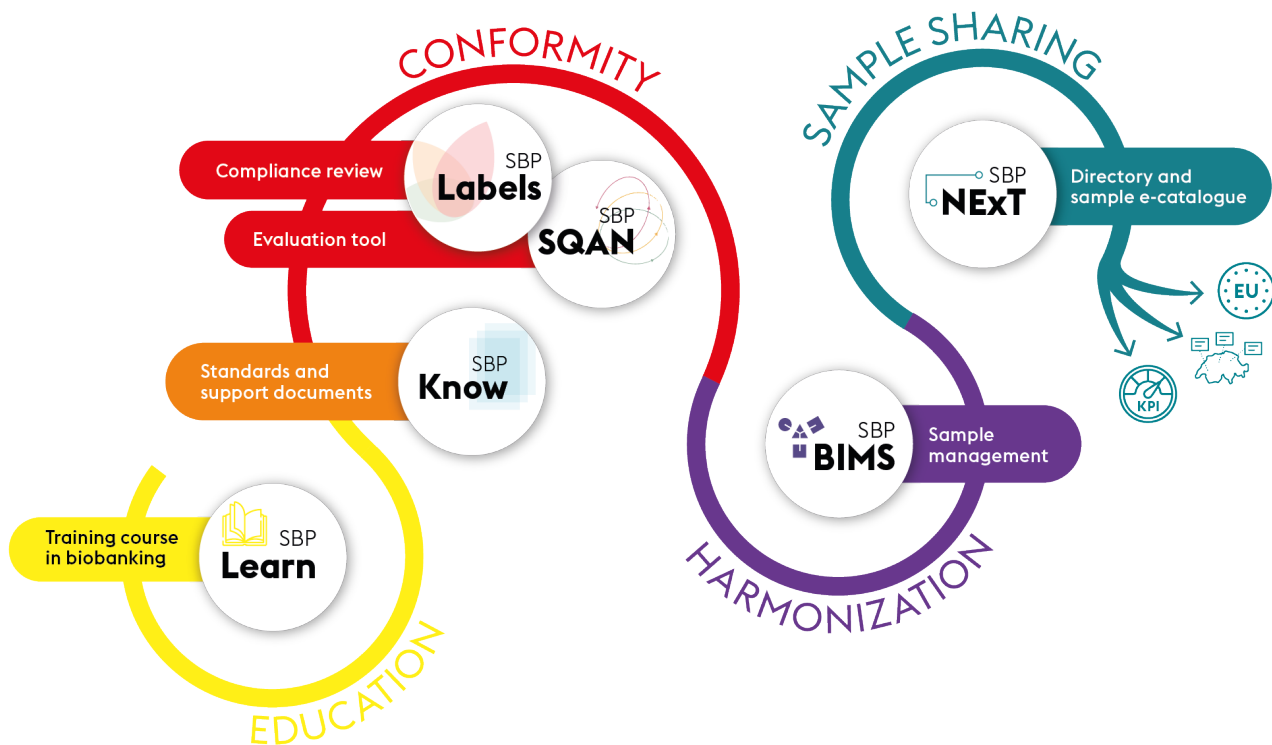 CONFORMITY
SAMPLE SHARING
Compliance review
SBP
Labels
Evaluation tool
SBP
SQAN
SBP
NExT
Directory and
sample e-catalogue
EU
KPI
Standards and
support documents
SBP
Know
SBP
BIMS
Sample
management
Training course
in biobanking
SBP
Learn
HARMONIZATION
EDUCATION